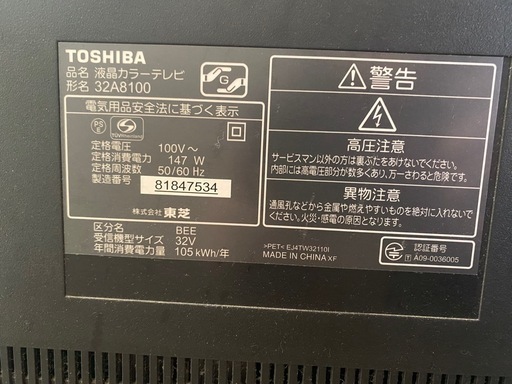 TOSHIBA
品名 液晶カラーテレビ
形名 32A8100
G
電気用品安全法に基づく表示
PS
E
定格電圧 100V～
定格消費電力 147 W
定格周波数 50/60 Hz
製造番号 81847534
株式会社 東芝
区分名 BEE
受信機型サイズ 32V
年間消費電力量 105 kWh/年
警告
高圧注意
サービスマン以外の方は裏ぶたをあけないでください。
内部には高電圧部分が数多くあり、万一さわると危険です。
異物注意
通風孔などから金属や燃えやすいものを絶対に入れないで
ください。火災・感電の原因となります。
>PET< EJ4TW32110I
MADE IN CHINA XF
認証番号
T A09-0036005